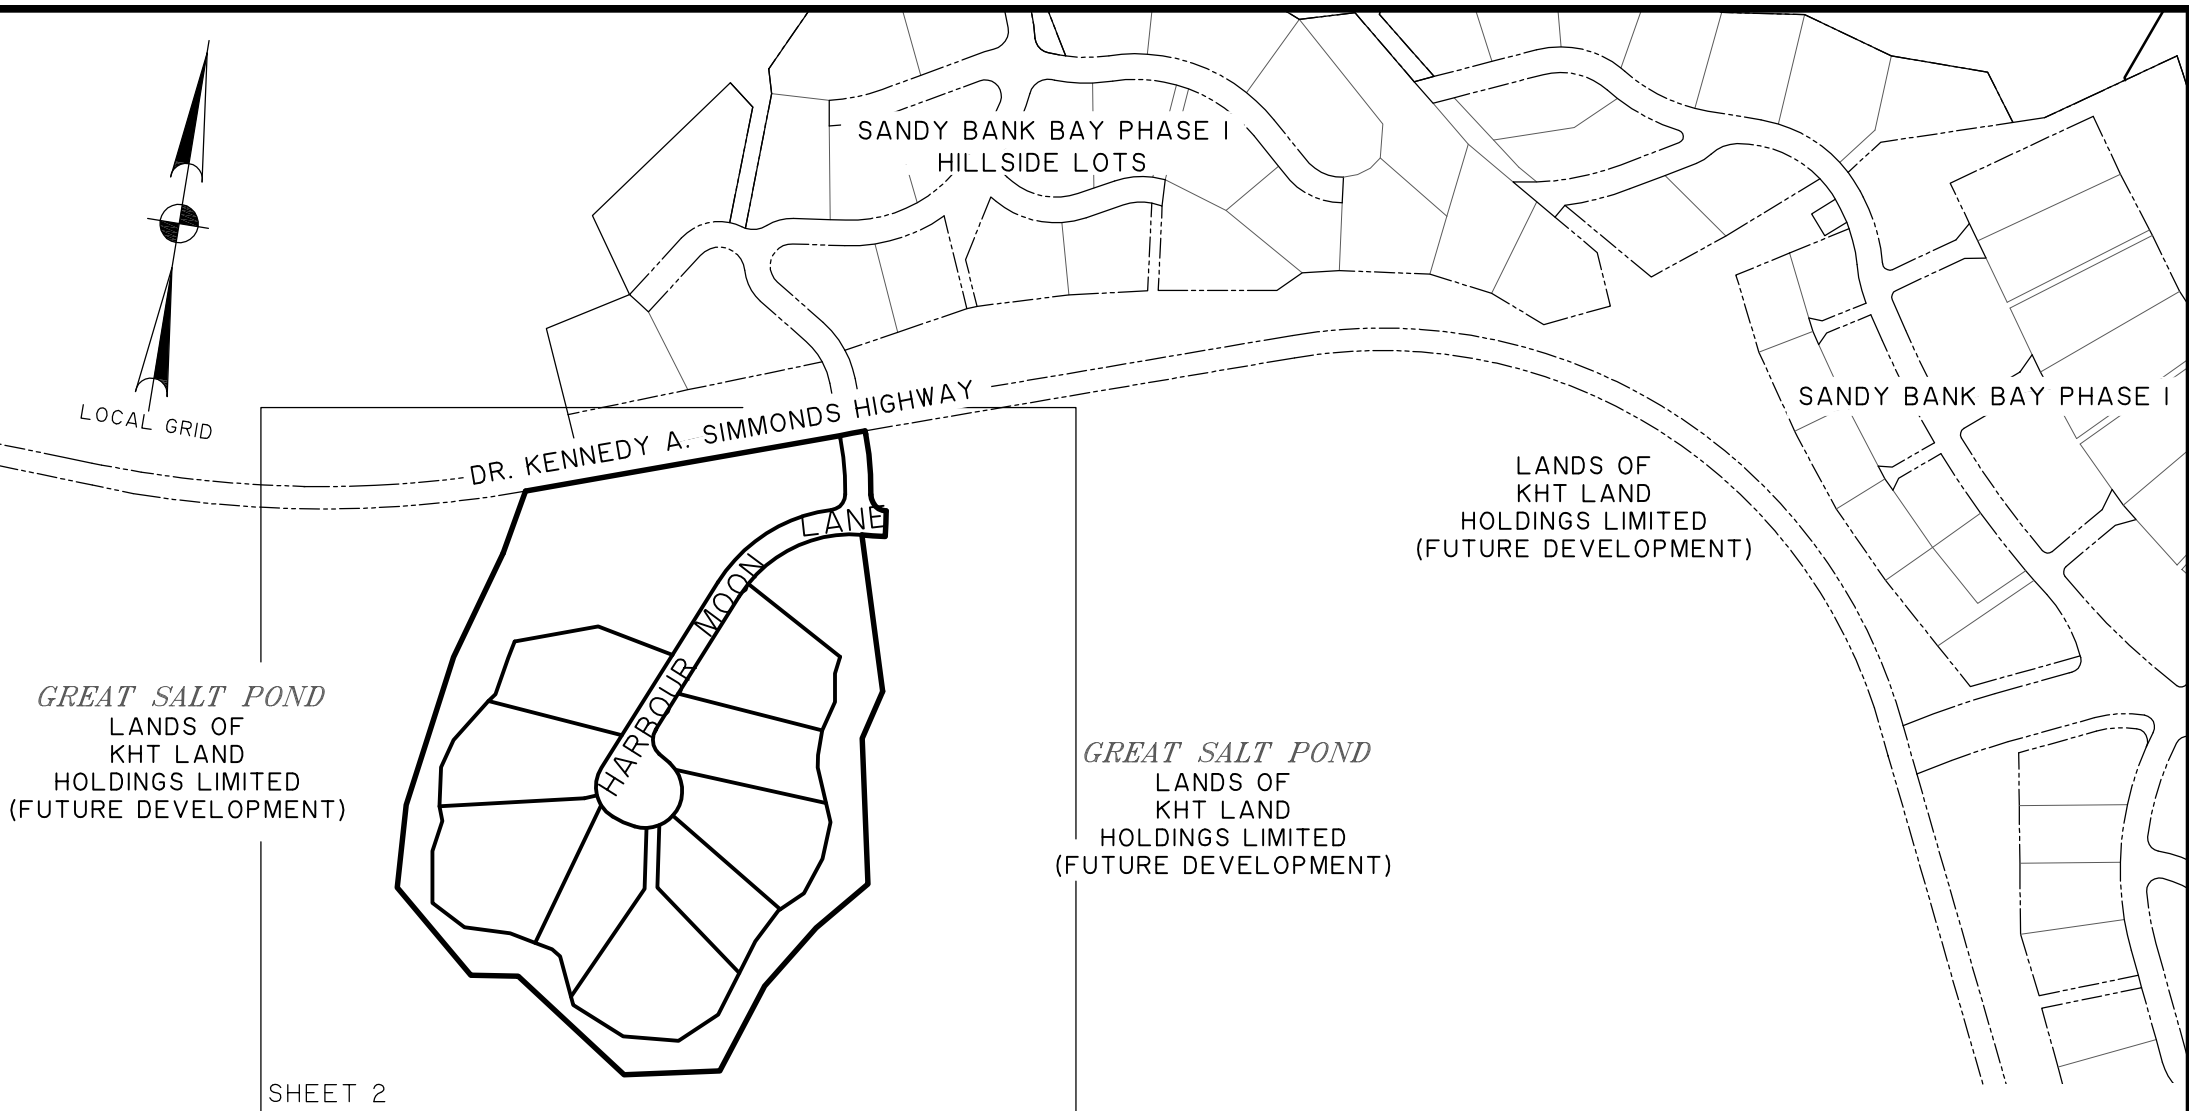 SANDY BANK BAY PHASE I
HILLSIDE LOTS
LOCAL GRID
DR. KENNEDY A. SIMMONDS HIGHWAY
SANDY BANK BAY PHASE I
LANDS OF
KHT LAND
HOLDINGS LIMITED
(FUTURE DEVELOPMENT)
HARBOUR MOON LANE
GREAT SALT POND
LANDS OF
KHT LAND
HOLDINGS LIMITED
(FUTURE DEVELOPMENT)
GREAT SALT POND
LANDS OF
KHT LAND
HOLDINGS LIMITED
(FUTURE DEVELOPMENT)
SHEET 2